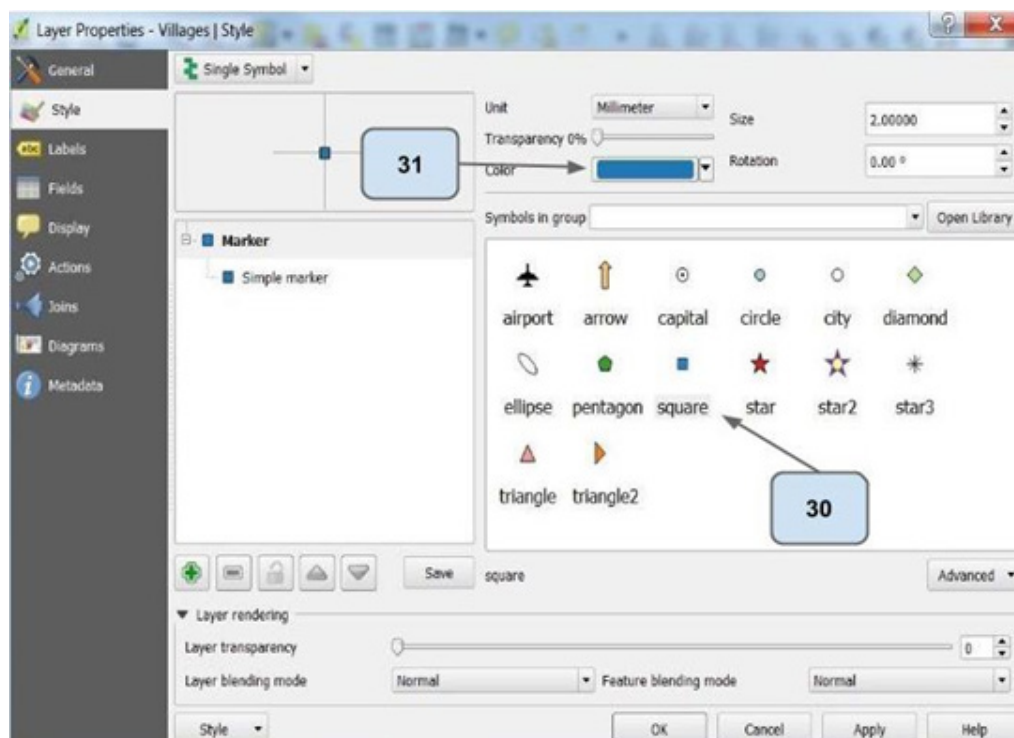 Layer Properties - Villages | Style
General
Style
Labels
Fields
Display
Actions
Joins
Diagrams
Metadata
Single Symbol
Unit
Millimeter
Size
2.00000
Transparency 0%
Color
Rotation
0.00 °
31
Symbols in group
Open Library
Marker
Simple marker
airport arrow capital circle city diamond
ellipse pentagon square star star2 star3
triangle triangle2
30
Save
square
Advanced
Layer rendering
Layer transparency
0
Layer blending mode
Normal
Feature blending mode
Normal
Style
OK
Cancel
Apply
Help